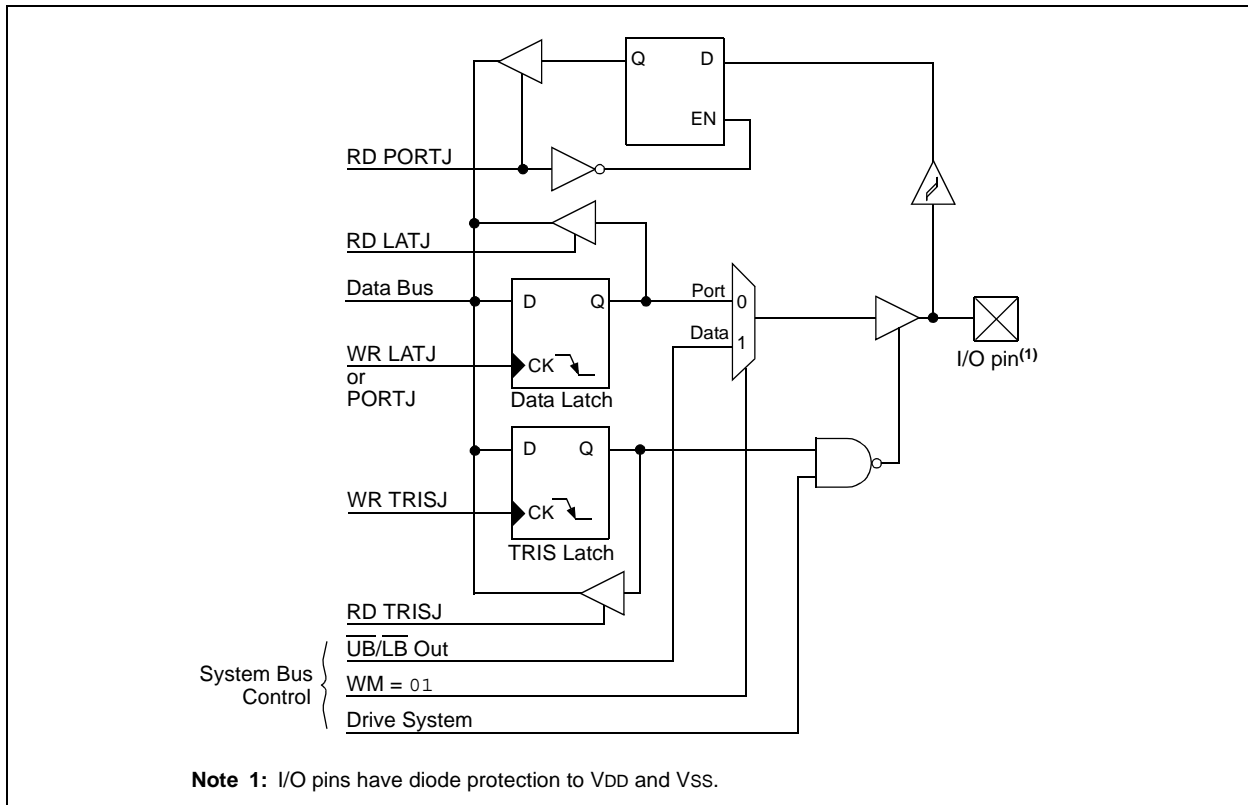 Q D
EN
RD PORTJ
RD LATJ
Data Bus
D Q
Port 0
Data 1
WR LATJ
or
PORTJ
CK
Data Latch
I/O pin(1)
D Q
WR TRISJ
CK
TRIS Latch
RD TRISJ
U̅B̅/L̅B̅ Out
System Bus
Control
WM = 01
Drive System
Note 1: I/O pins have diode protection to VDD and VSS.